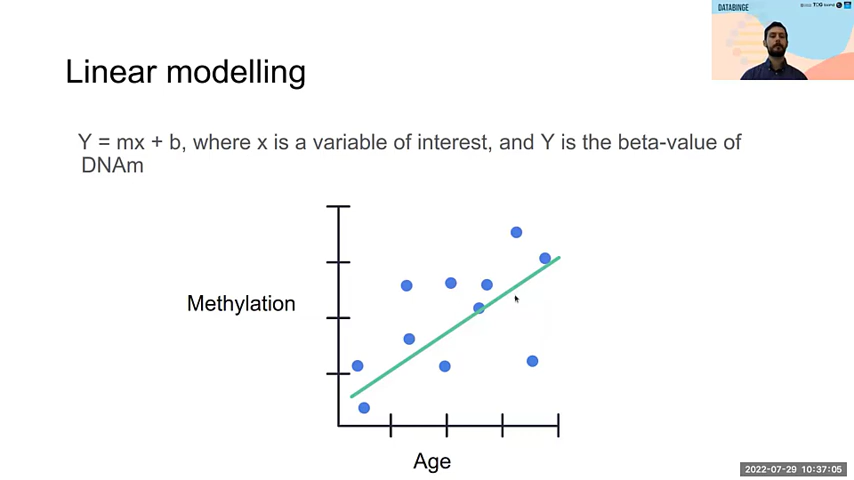 DATABINGE
Linear modelling
Y = mx + b, where x is a variable of interest, and Y is the beta-value of
DNAm
Methylation
Age
2022-07-29 10:37:05